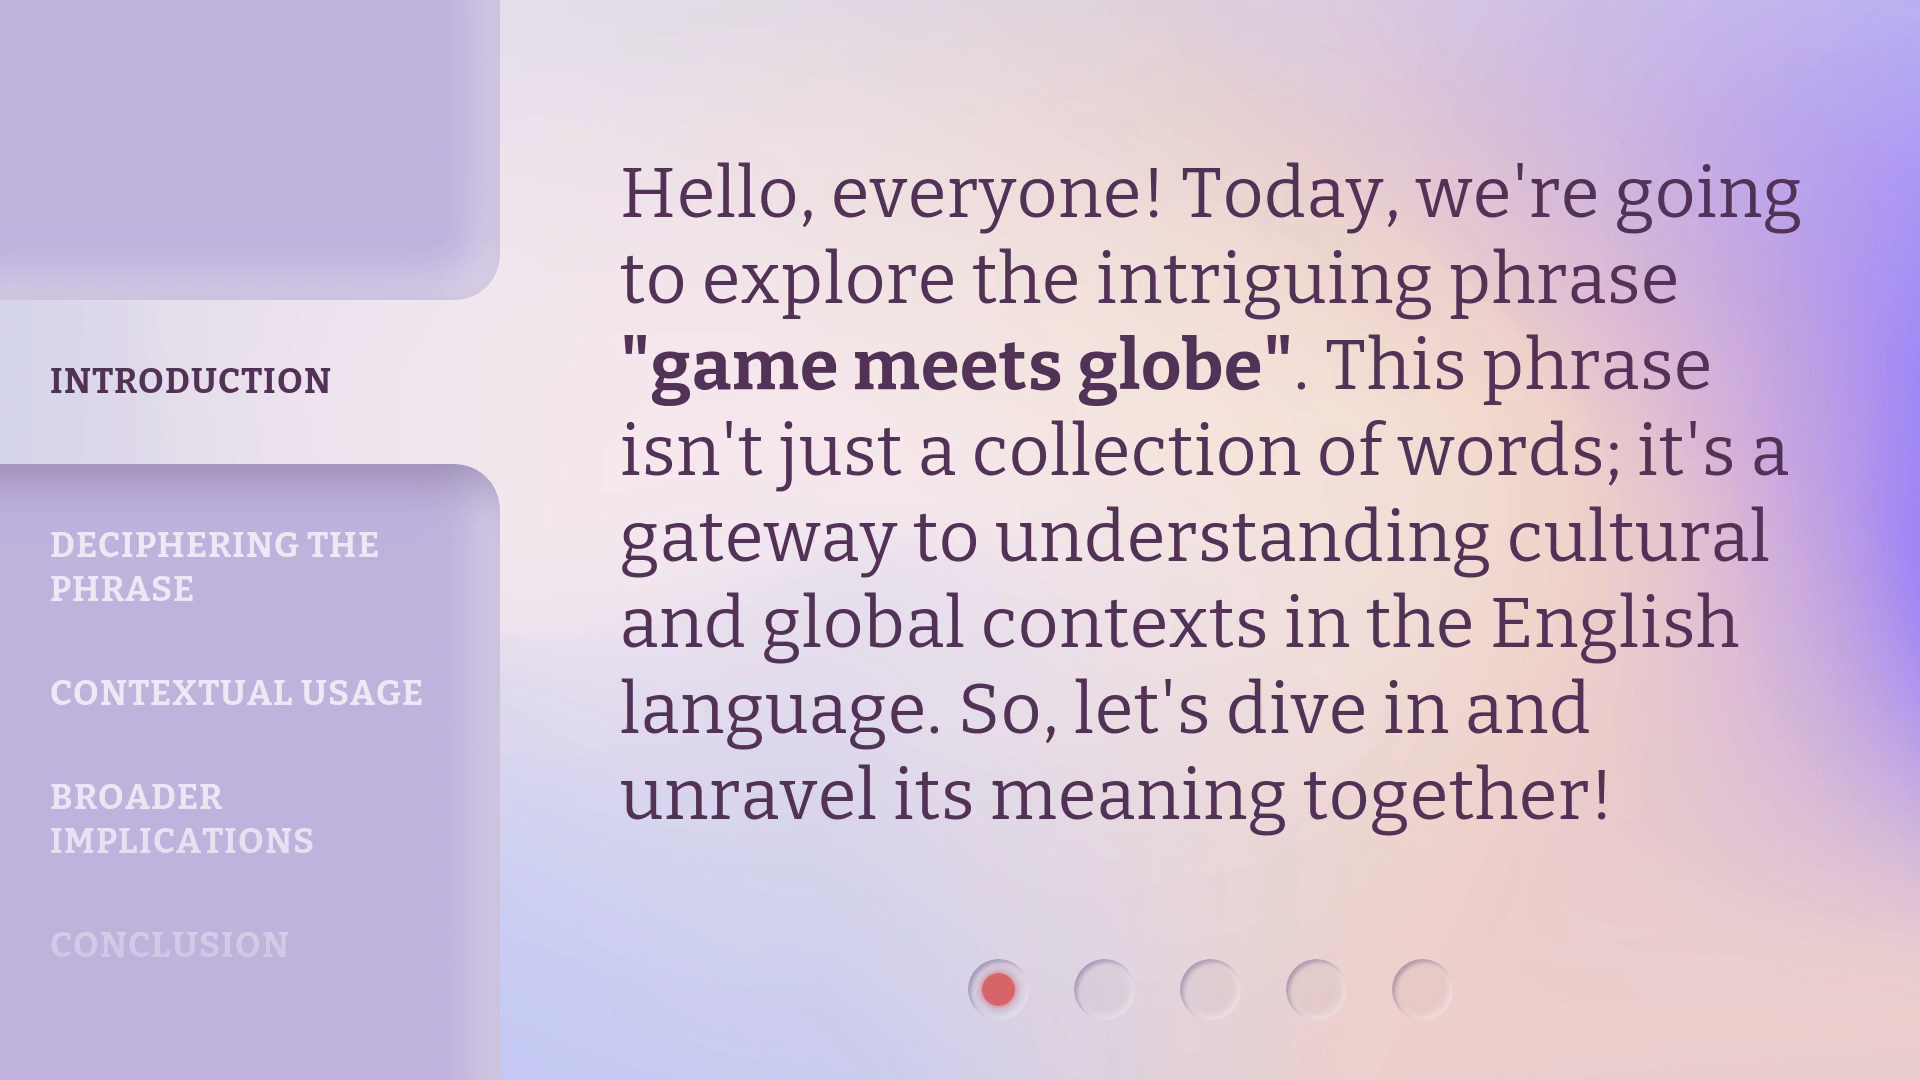 INTRODUCTION
DECIPHERING THE
PHRASE
CONTEXTUAL USAGE
BROADER
IMPLICATIONS
CONCLUSION
Hello, everyone! Today, we're going
to explore the intriguing phrase
"game meets globe". This phrase
isn't just a collection of words; it's a
gateway to understanding cultural
and global contexts in the English
language. So, let's dive in and
unravel its meaning together!